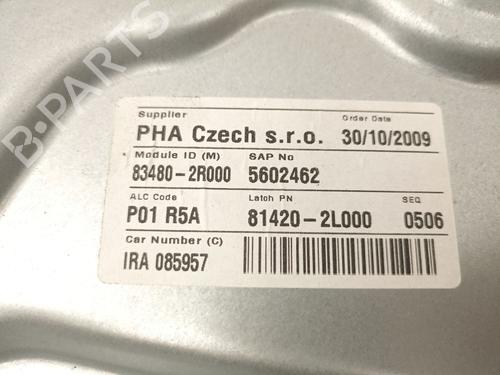 B-PARTS
Supplier Order Date
PHA Czech s.r.o. 30/10/2009
Module ID (M) SAP No
83480-2R000 5602462
ALC Code Latch PN SEQ
P01 R5A 81420-2L000 0506
Car Number (C)
IRA 085957